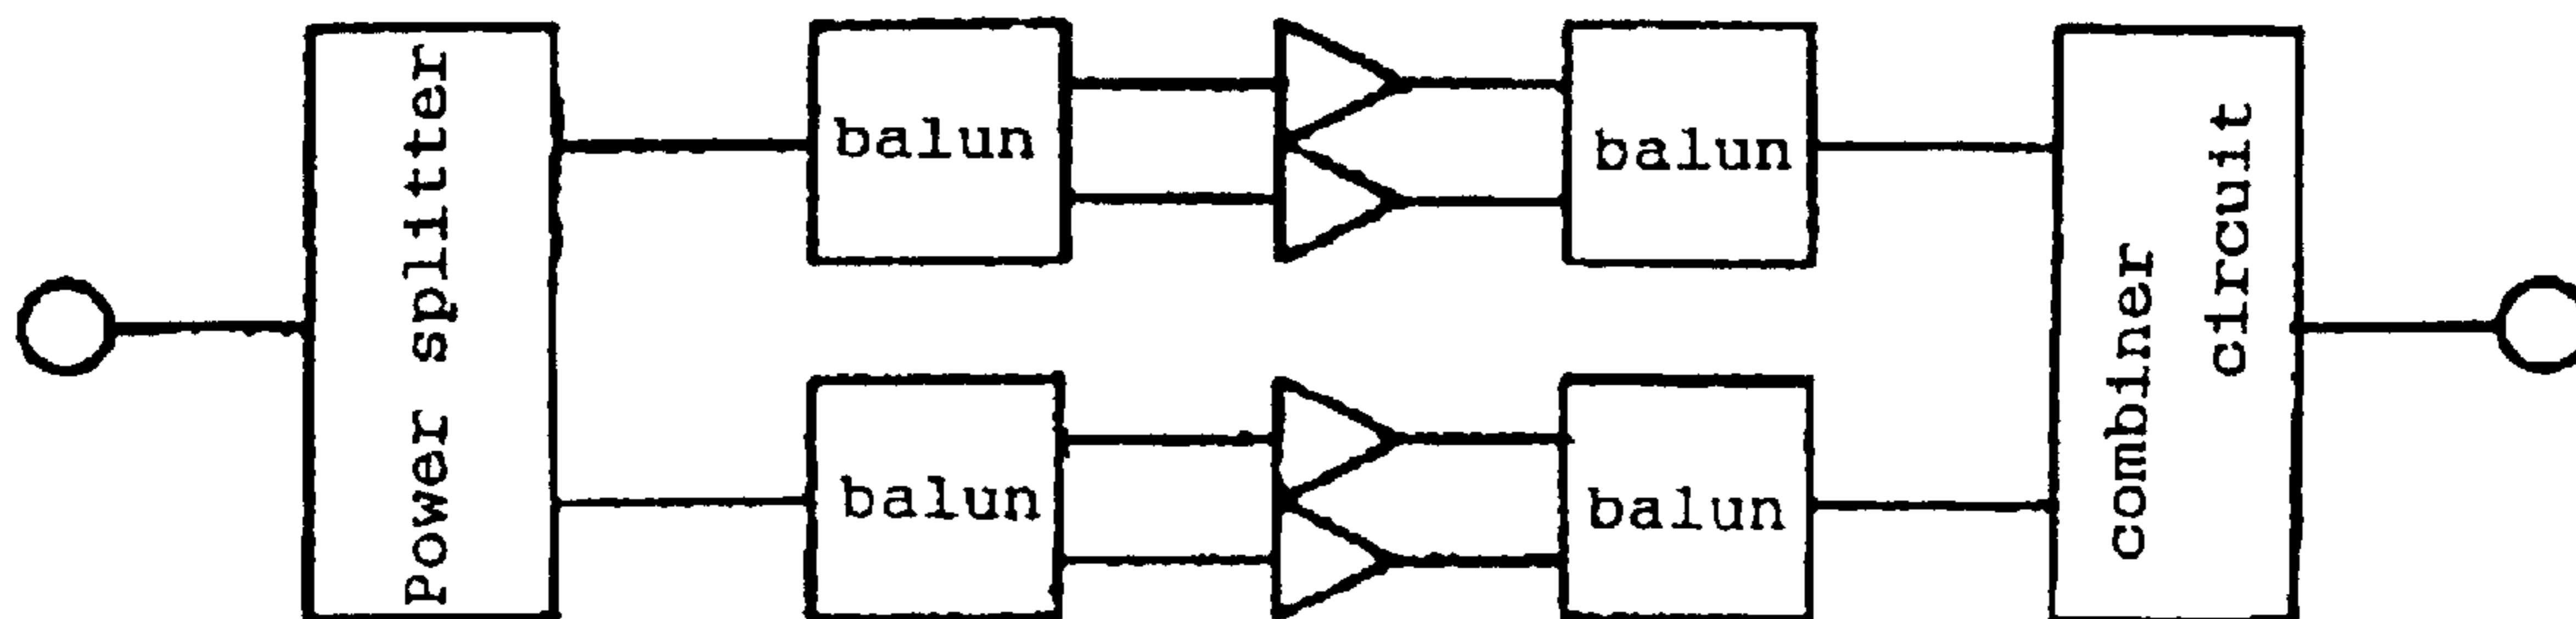 Power splitter
balun
balun
balun
balun
combiner
circuit